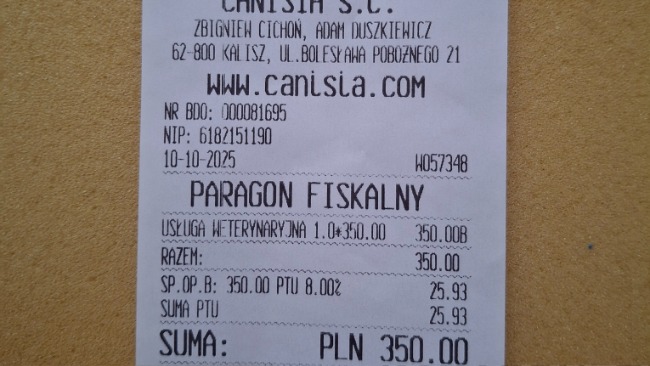 CANISIA S.C.
ZBIGNIEW CICHOŃ, ADAM DUSZKIEWICZ
62-800 KALISZ, UL.BOLESŁAWA POBOŻNEGO 21
www.canisia.com
NR BDO: 000081695
NIP: 6182151190
10-10-2025 W057348
PARAGON FISKALNY
USŁUGA WETERYNARYJNA 1.0*350.00 350.00B
RAZEM: 350.00
SP.OP.B: 350.00 PTU 8.00% 25.93
SUMA PTU 25.93
SUMA: PLN 350.00